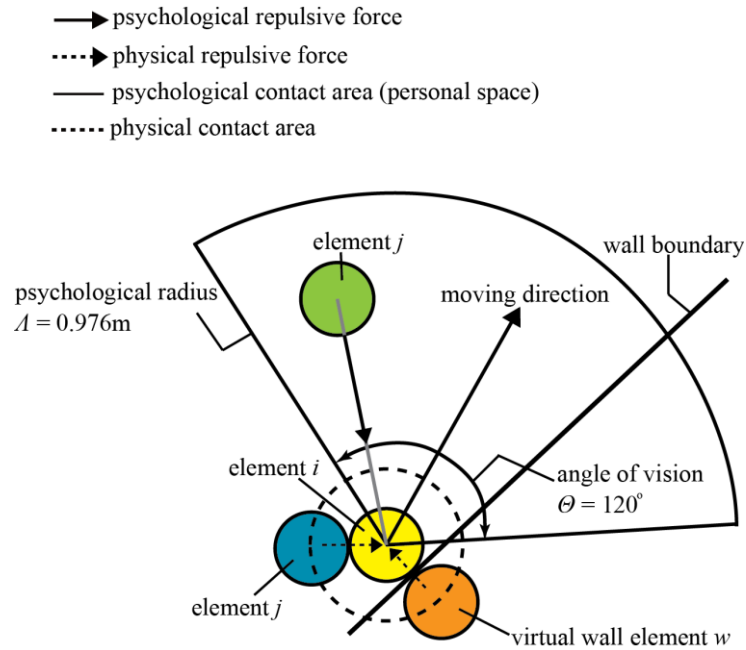 psychological repulsive force
physical repulsive force
psychological contact area (personal space)
physical contact area
element j
wall boundary
psychological radius
Λ = 0.976m
moving direction
element i
angle of vision
Θ = 120°
element j
virtual wall element w